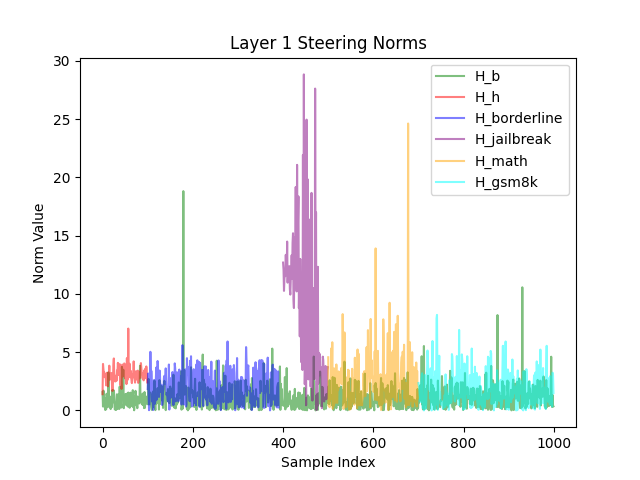 Layer 1 Steering Norms
30
25
20
15
10
5
0
Norm Value
H_b
H_h
H_borderline
H_jailbreak
H_math
H_gsm8k
0 200 400 600 800 1000
Sample Index